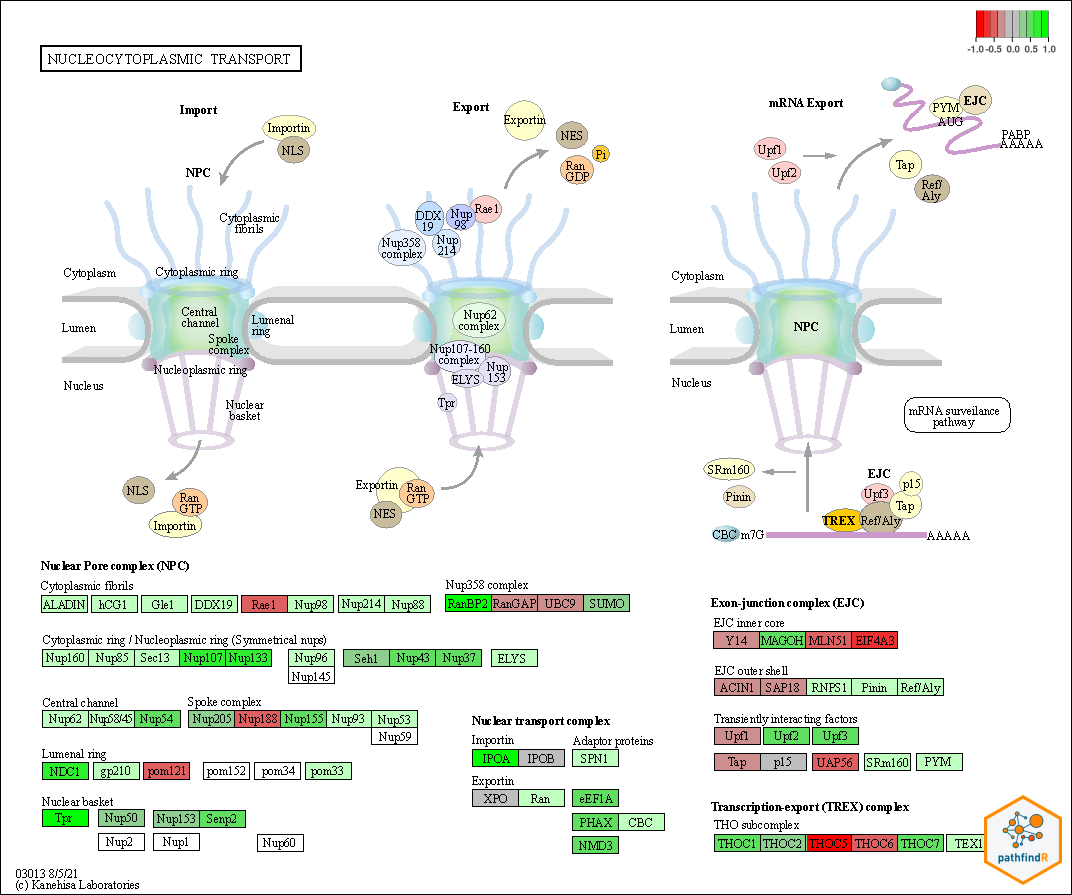 -1.0 -0.5 0.0 0.5 1.0
NUCLEOCYTOPLASMIC TRANSPORT
Import
Importin
NLS
NPC
Cytoplasmic
fibrils
Cytoplasm
Cytoplasmic ring
Central
channel
Lumenal
ring
Lumen
Spoke
complex
Nucleoplasmic ring
Nucleus
Nuclear
basket
NLS
Ran
GTP
Importin
Export
Exportin
NES
Pi
Ran
GDP
DDX
19
Nup
98
Rae1
Nup358
complex
Nup
214
Nup62
complex
Nup107-160
complex
Nup
153
ELYS
Tpr
Exportin
Ran
GTP
NES
mRNA Export
PYM
EJC
AUG
PABP
AAAAA
Upf1
Upf2
Tap
Ref/
Aly
Cytoplasm
Lumen
NPC
Nucleus
mRNA surveilance
pathway
SRm160
Pinin
EJC
Upf3
p15
Tap
TREX
Ref/Aly
CBC
m7G
AAAAA
Nuclear Pore complex (NPC)
Cytoplasmic fibrils
ALADIN hCG1 Gle1 DDX19 Rae1 Nup98 Nup214 Nup88
Nup358 complex
RanBP2 RanGAP UBC9 SUMO
Cytoplasmic ring / Nucleoplasmic ring (Symmetrical nups)
Nup160 Nup85 Sec13 Nup107 Nup133 Nup96 Seh1 Nup43 Nup37 ELYS
Nup145
Central channel
Nup62 Nup58/45 Nup54
Spoke complex
Nup205 Nup188 Nup155 Nup93 Nup53
Nup59
Lumenal ring
NDC1 gp210 pom121 pom152 pom34 pom33
Nuclear basket
Tpr Nup50 Nup153 Senp2
Nup2 Nup1 Nup60
Nuclear transport complex
Importin
IPOA IPOB
Adaptor proteins
SPN1
Exportin
XPO Ran eEF1A
PHAX CBC
NMD3
Exon-junction complex (EJC)
EJC inner core
Y14 MAGOH MLN51 EIF4A3
EJC outer shell
ACIN1 SAP18 RNPS1 Pinin Ref/Aly
Transiently interacting factors
Upf1 Upf2 Upf3
Tap p15 UAP56 SRm160 PYM
Transcription-export (TREX) complex
THO subcomplex
THOC1 THOC2 THOC5 THOC6 THOC7 TEX1
pathfindR
03013 8/5/21
(c) Kanehisa Laboratories